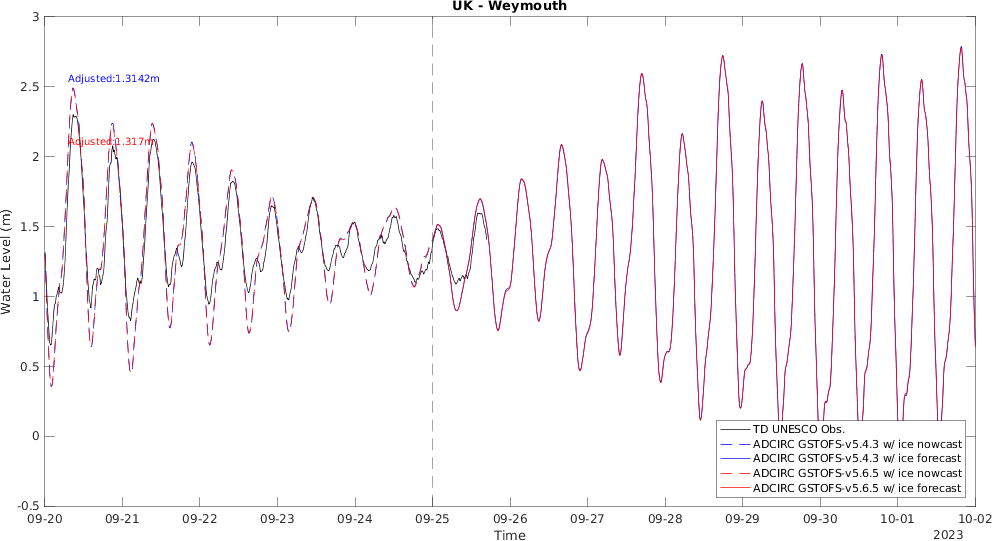 UK - Weymouth
3
2.5
2
1.5
1
0.5
0
-0.5
Water Level (m)
Adjusted:1.3142m
Adjusted:1.317m
TD UNESCO Obs.
ADCIRC GSTOFS-v5.4.3 w/ ice nowcast
ADCIRC GSTOFS-v5.4.3 w/ ice forecast
ADCIRC GSTOFS-v5.6.5 w/ ice nowcast
ADCIRC GSTOFS-v5.6.5 w/ ice forecast
09-20 09-21 09-22 09-23 09-24 09-25 09-26 09-27 09-28 09-29 09-30 10-01 10-02
Time
2023